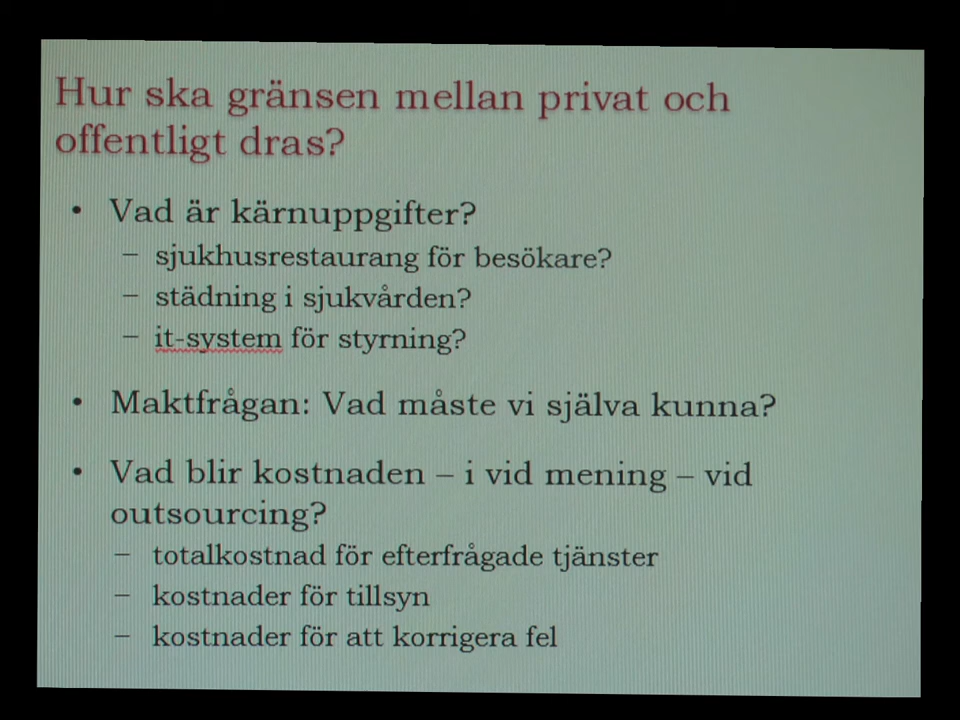 Hur ska gränsen mellan privat och
offentligt dras?
• Vad är kärnuppgifter?
– sjukhusrestaurang för besökare?
– städning i sjukvården?
– it-system för styrning?
• Maktfrågan: Vad måste vi själva kunna?
• Vad blir kostnaden – i vid mening – vid
outsourcing?
– totalkostnad för efterfrågade tjänster
– kostnader för tillsyn
– kostnader för att korrigera fel